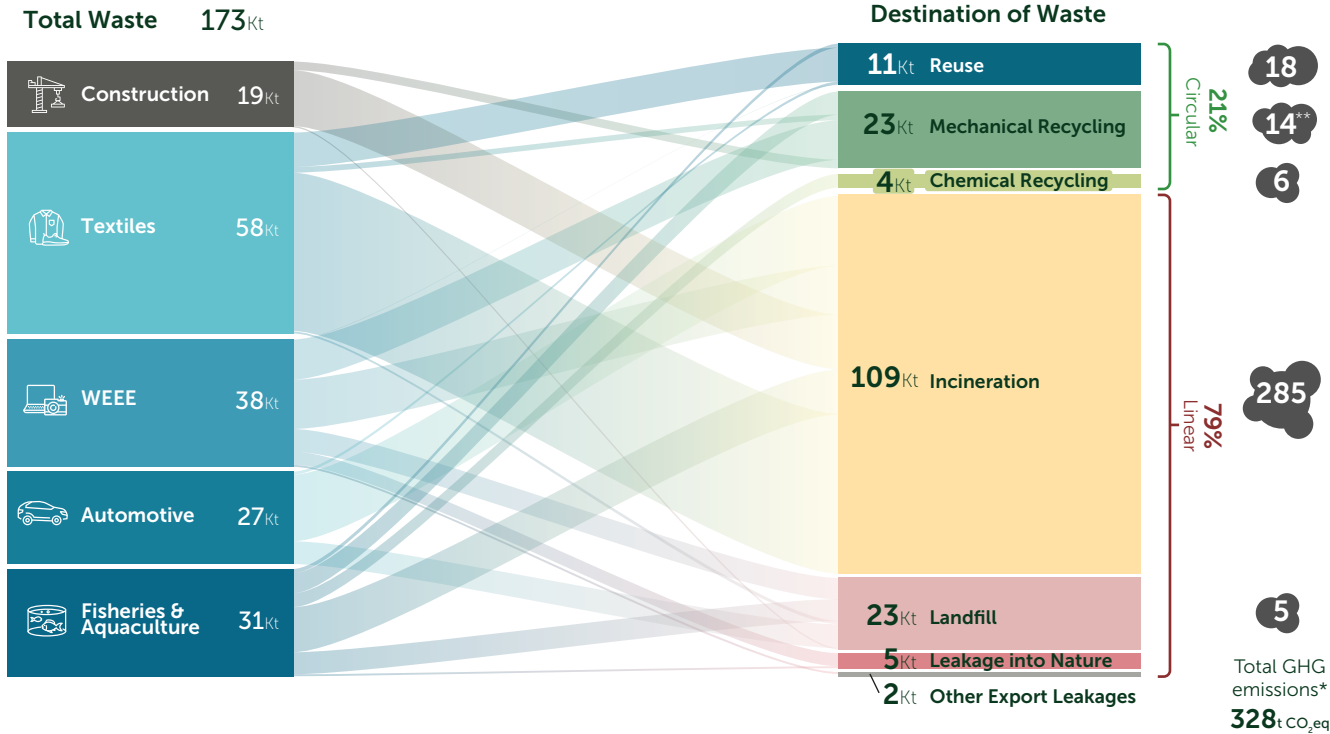 Total Waste 173Kt
Destination of Waste
Construction 19Kt
Textiles 58Kt
WEEE 38Kt
Automotive 27Kt
Fisheries &
Aquaculture 31Kt
11Kt Reuse
23Kt Mechanical Recycling
4Kt Chemical Recycling
109Kt Incineration
23Kt Landfill
5Kt Leakage into Nature
2Kt Other Export Leakages
21%
Circular
79%
Linear
18
14**
6
285
5
Total GHG
emissions*
328t CO₂eq